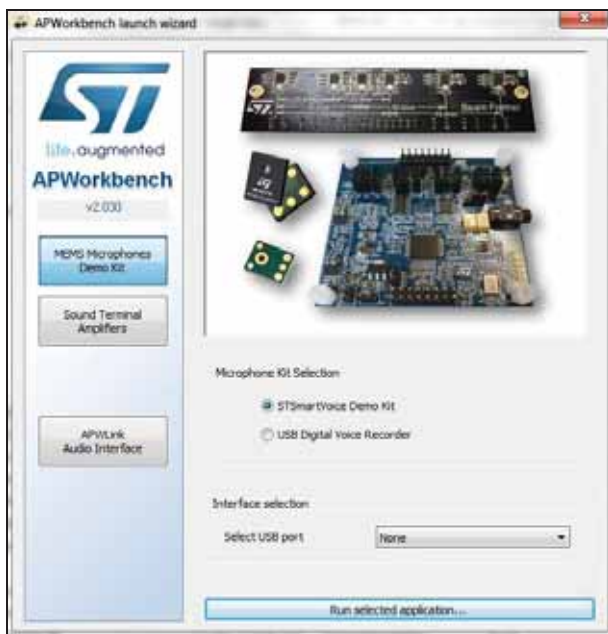 APWorkbench launch wizard
ST
life.augmented
APWorkbench
v2.030
MEMS Microphones
Demo Kit
Sound Terminal
Amplifiers
APWLink
Audio Interface
Microphone Kit Selection
STSmartVoice Demo Kit
USB Digital Voice Recorder
Interface selection
Select USB port
None
Run selected application...